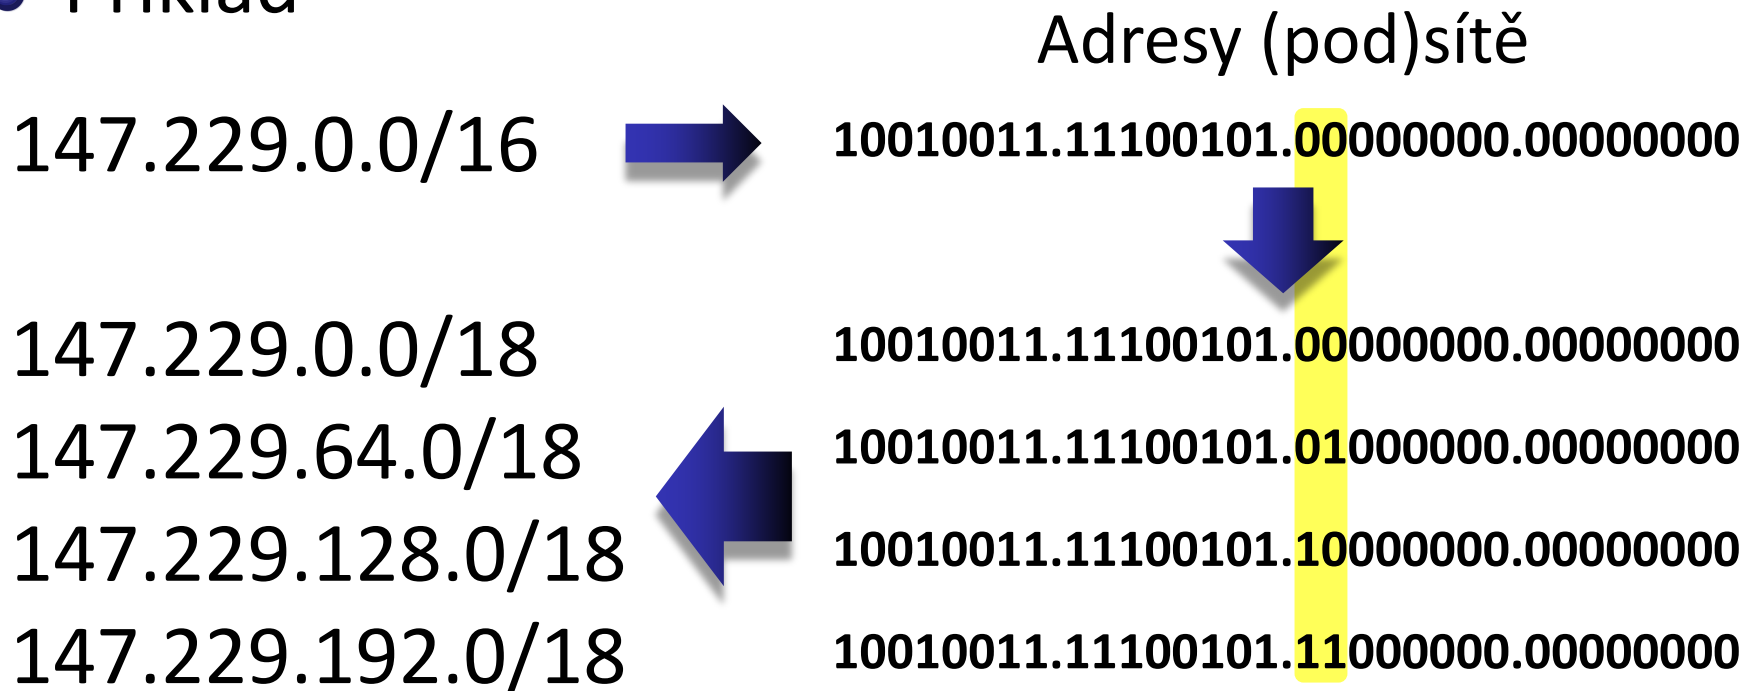 Příklad
Adresy (pod)sítě
147.229.0.0/16 10010011.11100101.00000000.00000000
147.229.0.0/18 10010011.11100101.00000000.00000000
147.229.64.0/18 10010011.11100101.01000000.00000000
147.229.128.0/18 10010011.11100101.10000000.00000000
147.229.192.0/18 10010011.11100101.11000000.00000000